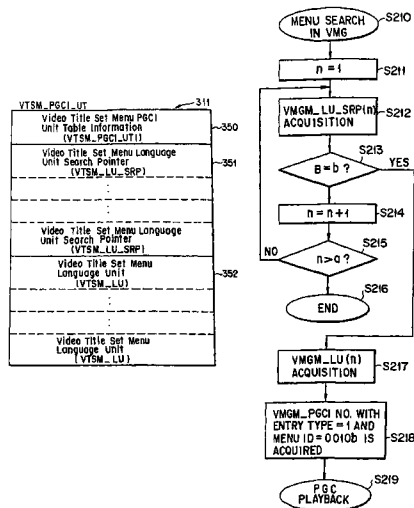 VTSM_PGCI_UT
311
Video Title Set Menu PGCI
Unit Table Information
(VTSM_PGCI_UTI)
350
Video Title Set Menu Language
Unit Search Pointer
(VTSM_LU_SRP)
351
Video Title Set Menu Language
Unit Search Pointer
(VTSM_LU_SRP)
Video Title Set Menu
Language Unit
(VTSM_LU)
352
Video Title Set Menu
Language Unit
(VTSM_LU)
MENU SEARCH
IN VMG
S210
n = 1
S211
VMGM_LU_SRP(n)
ACQUISITION
S212
B = b ?
S213
YES
n = n+1
S214
n > a ?
S215
NO
END
S216
VMGM_LU(n)
ACQUISITION
S217
VMGM_PGCI NO. WITH
ENTRY TYPE = 1 AND
MENU ID = 0010b IS
ACQUIRED
S218
PGC
PLAYBACK
S219